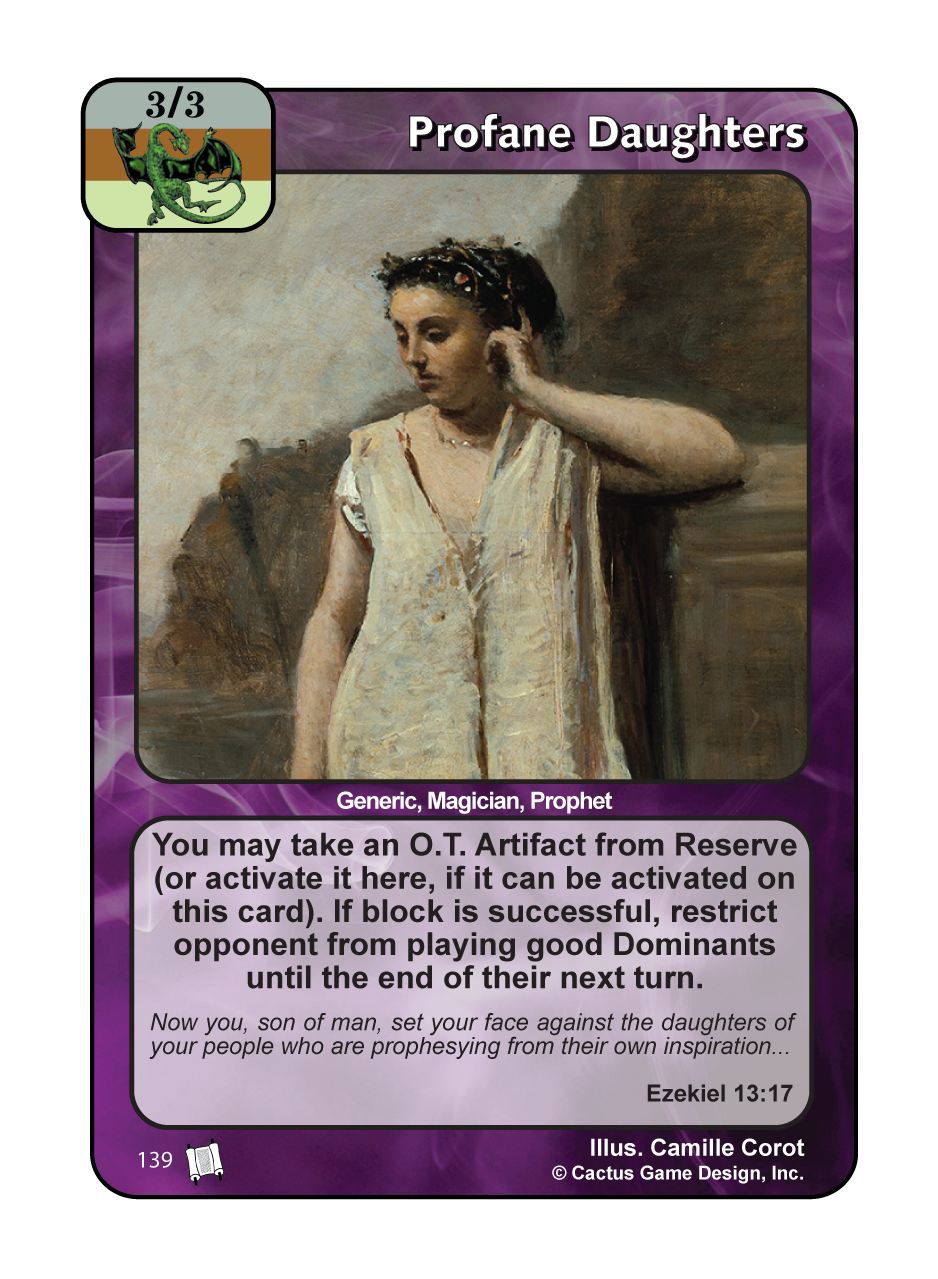 3/3
Profane Daughters
Generic, Magician, Prophet
You may take an O.T. Artifact from Reserve
(or activate it here, if it can be activated on
this card). If block is successful, restrict
opponent from playing good Dominants
until the end of their next turn.
Now you, son of man, set your face against the daughters of
your people who are prophesying from their own inspiration...
Ezekiel 13:17
139
Illus. Camille Corot
© Cactus Game Design, Inc.